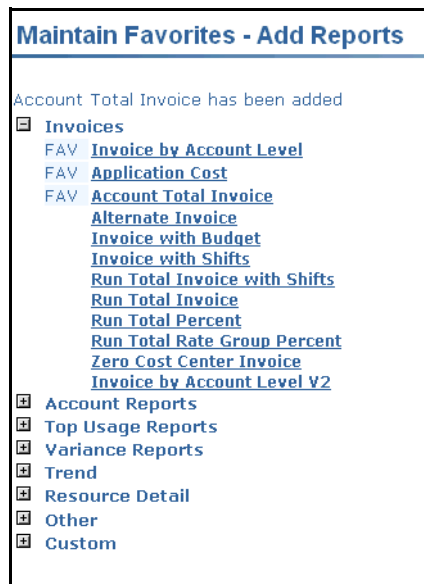 Maintain Favorites - Add Reports
Account Total Invoice has been added
Invoices
FAV Invoice by Account Level
FAV Application Cost
FAV Account Total Invoice
Alternate Invoice
Invoice with Budget
Invoice with Shifts
Run Total Invoice with Shifts
Run Total Invoice
Run Total Percent
Run Total Rate Group Percent
Zero Cost Center Invoice
Invoice by Account Level V2
Account Reports
Top Usage Reports
Variance Reports
Trend
Resource Detail
Other
Custom